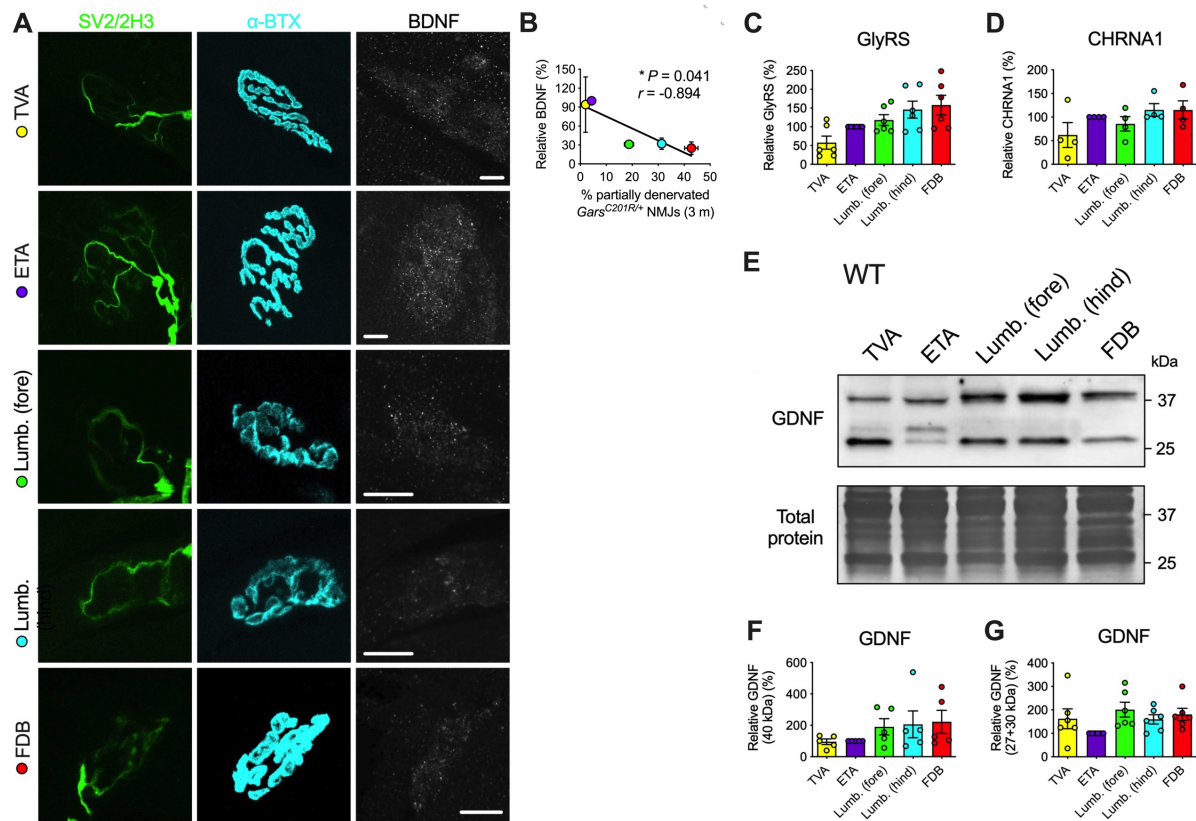 A
SV2/2H3
α-BTX
BDNF
TVA
ETA
Lumb. (fore)
Lumb.
(hind)
FDB
B
Relative BDNF (%)
150
120
90
60
30
0
* P = 0.041
r = -0.894
0 10 20 30 40 50
% partially denervated
GarsC201R/+ NMJs (3 m)
C
GlyRS
Relative GlyRS (%)
250
200
150
100
50
0
TVA
ETA
Lumb. (fore)
Lumb. (hind)
FDB
D
CHRNA1
Relative CHRNA1 (%)
200
150
100
50
0
TVA
ETA
Lumb. (fore)
Lumb. (hind)
FDB
E
WT
TVA
ETA
Lumb. (fore)
Lumb. (hind)
FDB
kDa
GDNF
37
25
Total
protein
37
25
F
GDNF
Relative GDNF
(40 kDa) (%)
600
400
200
0
TVA
ETA
Lumb. (fore)
Lumb. (hind)
FDB
G
GDNF
Relative GDNF
(27+30 kDa) (%)
400
300
200
100
0
TVA
ETA
Lumb. (fore)
Lumb. (hind)
FDB